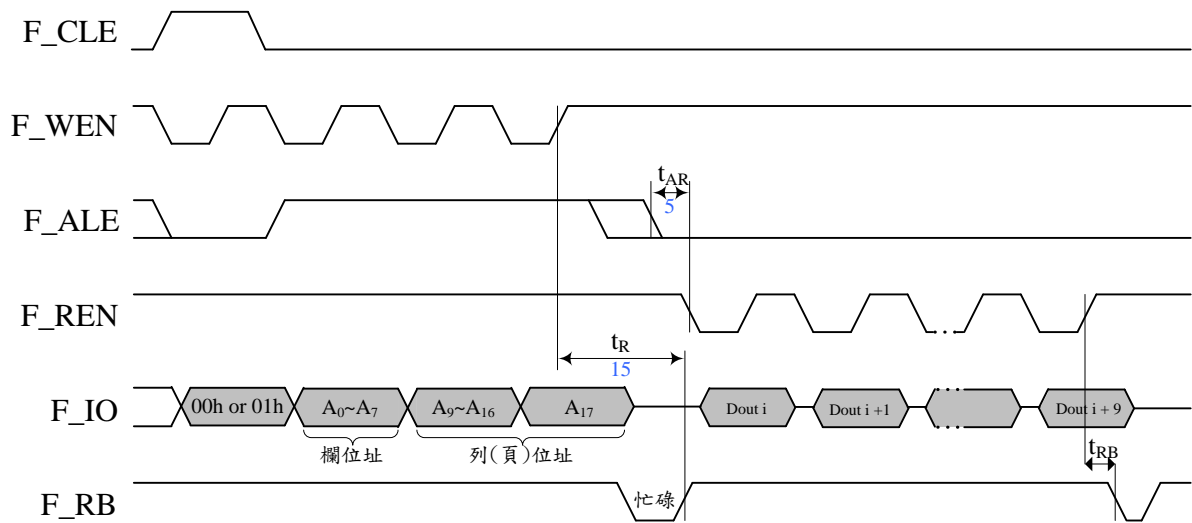 F_CLE
F_WEN
t_AR
5
F_ALE
F_REN
t_R
15
F_IO
00h or 01h
A₀~A₇
A₉~A₁₆
A₁₇
Dout i
Dout i +1
Dout i + 9
欄位址
列(頁)位址
t_RB
F_RB
忙碌